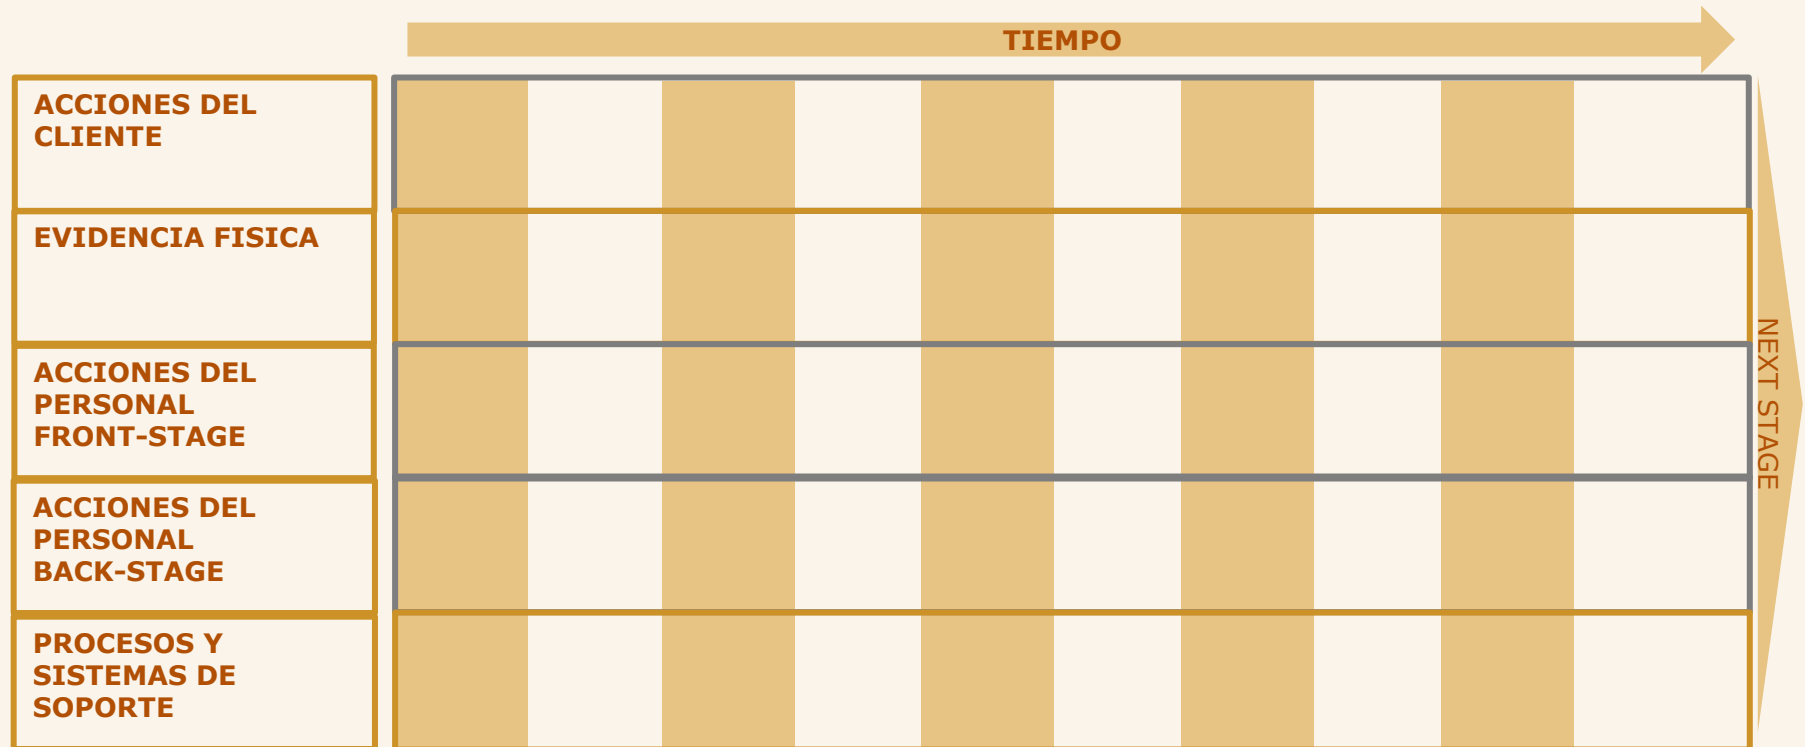 TIEMPO
ACCIONES DEL
CLIENTE
EVIDENCIA FISICA
ACCIONES DEL
PERSONAL
FRONT-STAGE
ACCIONES DEL
PERSONAL
BACK-STAGE
PROCESOS Y
SISTEMAS DE
SOPORTE
NEXT STAGE